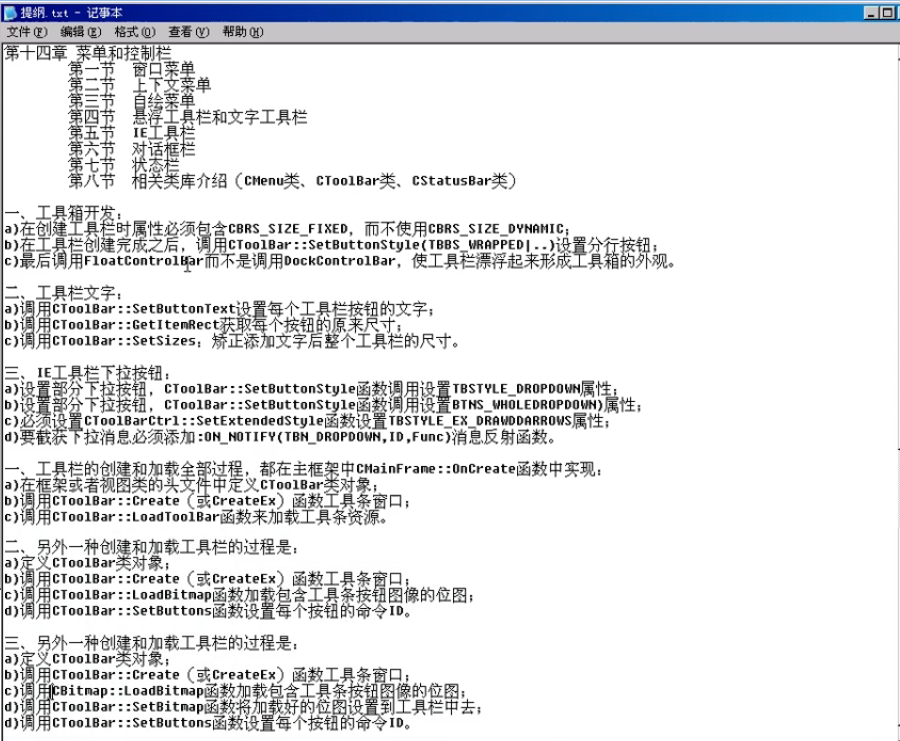 提纲.txt - 记事本
文件(F) 编辑(E) 格式(O) 查看(V) 帮助(H)
第十四章 菜单和控制栏
第一节 窗口菜单
第二节 上下文菜单
第三节 自绘菜单
第四节 悬浮工具栏和文字工具栏
第五节 IE工具栏
第六节 对话框栏
第七节 状态栏
第八节 相关类库介绍（CMenu类、CToolBar类、CStatusBar类）
一、工具箱开发：
a)在创建工具栏时属性必须包含CBRS_SIZE_FIXED，而不使用CBRS_SIZE_DYNAMIC；
b)在工具栏创建完成之后，调用CToolBar::SetButtonStyle(TBBS_WRAPPED|..)设置分行按钮；
c)最后调用FloatControlBar而不是调用DockControlBar，使工具栏漂浮起来形成工具箱的外观。
二、工具栏文字：
a)调用CToolBar::SetButtonText设置每个工具栏按钮的文字；
b)调用CToolBar::GetItemRect获取每个按钮的原来尺寸；
c)调用CToolBar::SetSizes；矫正添加文字后整个工具栏的尺寸。
三、IE工具栏下拉按钮：
a)设置部分下拉按钮，CToolBar::SetButtonStyle函数调用设置TBSTYLE_DROPDOWN属性；
b)设置部分下拉按钮，CToolBar::SetButtonStyle函数调用设置BTNS_WHOLEDROPDOWN)属性；
c)必须设置CToolBarCtrl::SetExtendedStyle函数设置TBSTYLE_EX_DRAWDDARROWS属性；
d)要截获下拉消息必须添加:ON_NOTIFY(TBN_DROPDOWN,ID,Func)消息反射函数。
一、工具栏的创建和加载全部过程，都在主框架中CMainFrame::OnCreate函数中实现；
a)在框架或者视图类的头文件中定义CToolBar类对象；
b)调用CToolBar::Create（或CreateEx）函数工具条窗口；
c)调用CToolBar::LoadToolBar函数来加载工具条资源。
二、另外一种创建和加载工具栏的过程是：
a)定义CToolBar类对象；
b)调用CToolBar::Create（或CreateEx）函数工具条窗口；
c)调用CToolBar::LoadBitmap函数加载包含工具条按钮图像的位图；
d)调用CToolBar::SetButtons函数设置每个按钮的命令ID。
三、另外一种创建和加载工具栏的过程是：
a)定义CToolBar类对象；
b)调用CToolBar::Create（或CreateEx）函数工具条窗口；
c)调用CBitmap::LoadBitmap函数加载包含工具条按钮图像的位图；
d)调用CToolBar::SetBitmap函数将加载好的位图设置到工具栏中去；
d)调用CToolBar::SetButtons函数设置每个按钮的命令ID。